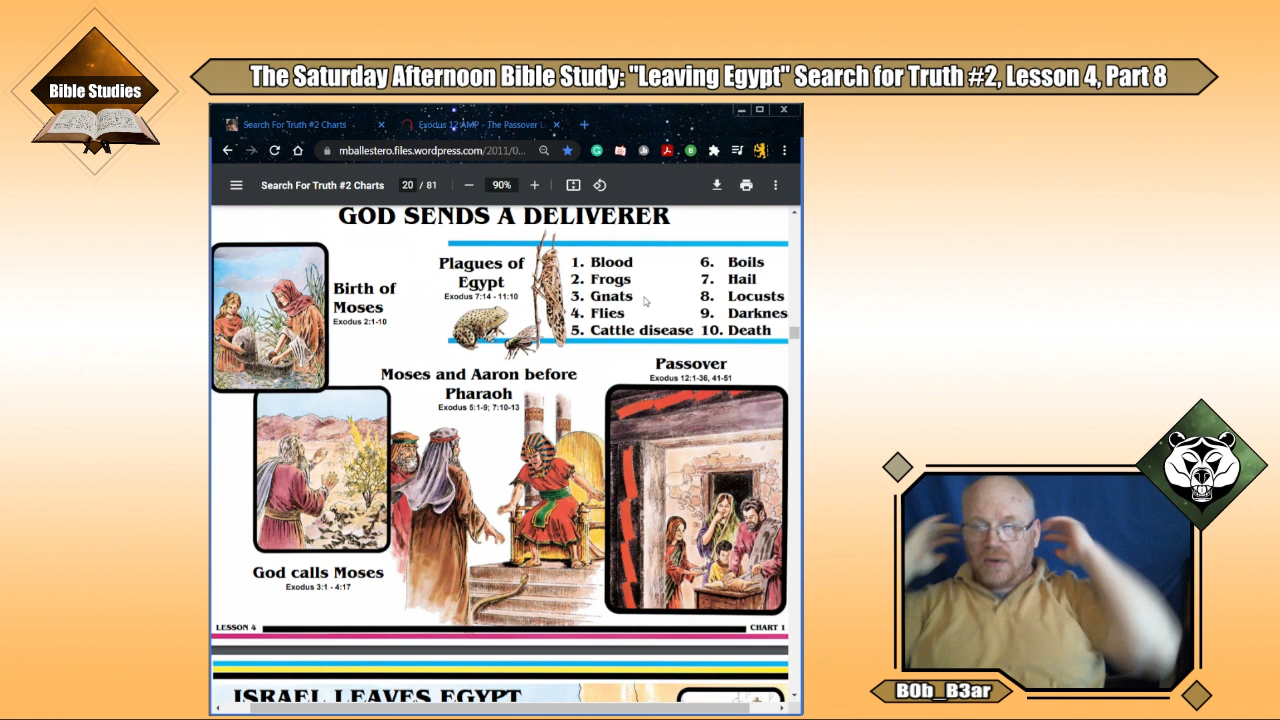 Bible Studies
The Saturday Afternoon Bible Study: "Leaving Egypt" Search for Truth #2, Lesson 4, Part 8
Search For Truth #2 Charts
Exodus 12 AMP - The Passover L
mballestero.files.wordpress.com/2011/0...
Search For Truth #2 Charts 20 / 81 90%
GOD SENDS A DELIVERER
Birth of
Moses
Exodus 2:1-10
Plagues of
Egypt
Exodus 7:14 - 11:10
1. Blood
2. Frogs
3. Gnats
4. Flies
5. Cattle disease
6. Boils
7. Hail
8. Locusts
9. Darknes
10. Death
Moses and Aaron before
Pharaoh
Exodus 5:1-9; 7:10-13
Passover
Exodus 12:1-36, 41-51
God calls Moses
Exodus 3:1 - 4:17
LESSON 4
CHART 1
ISRAEL LEAVES EGYPT
B0b_B3ar